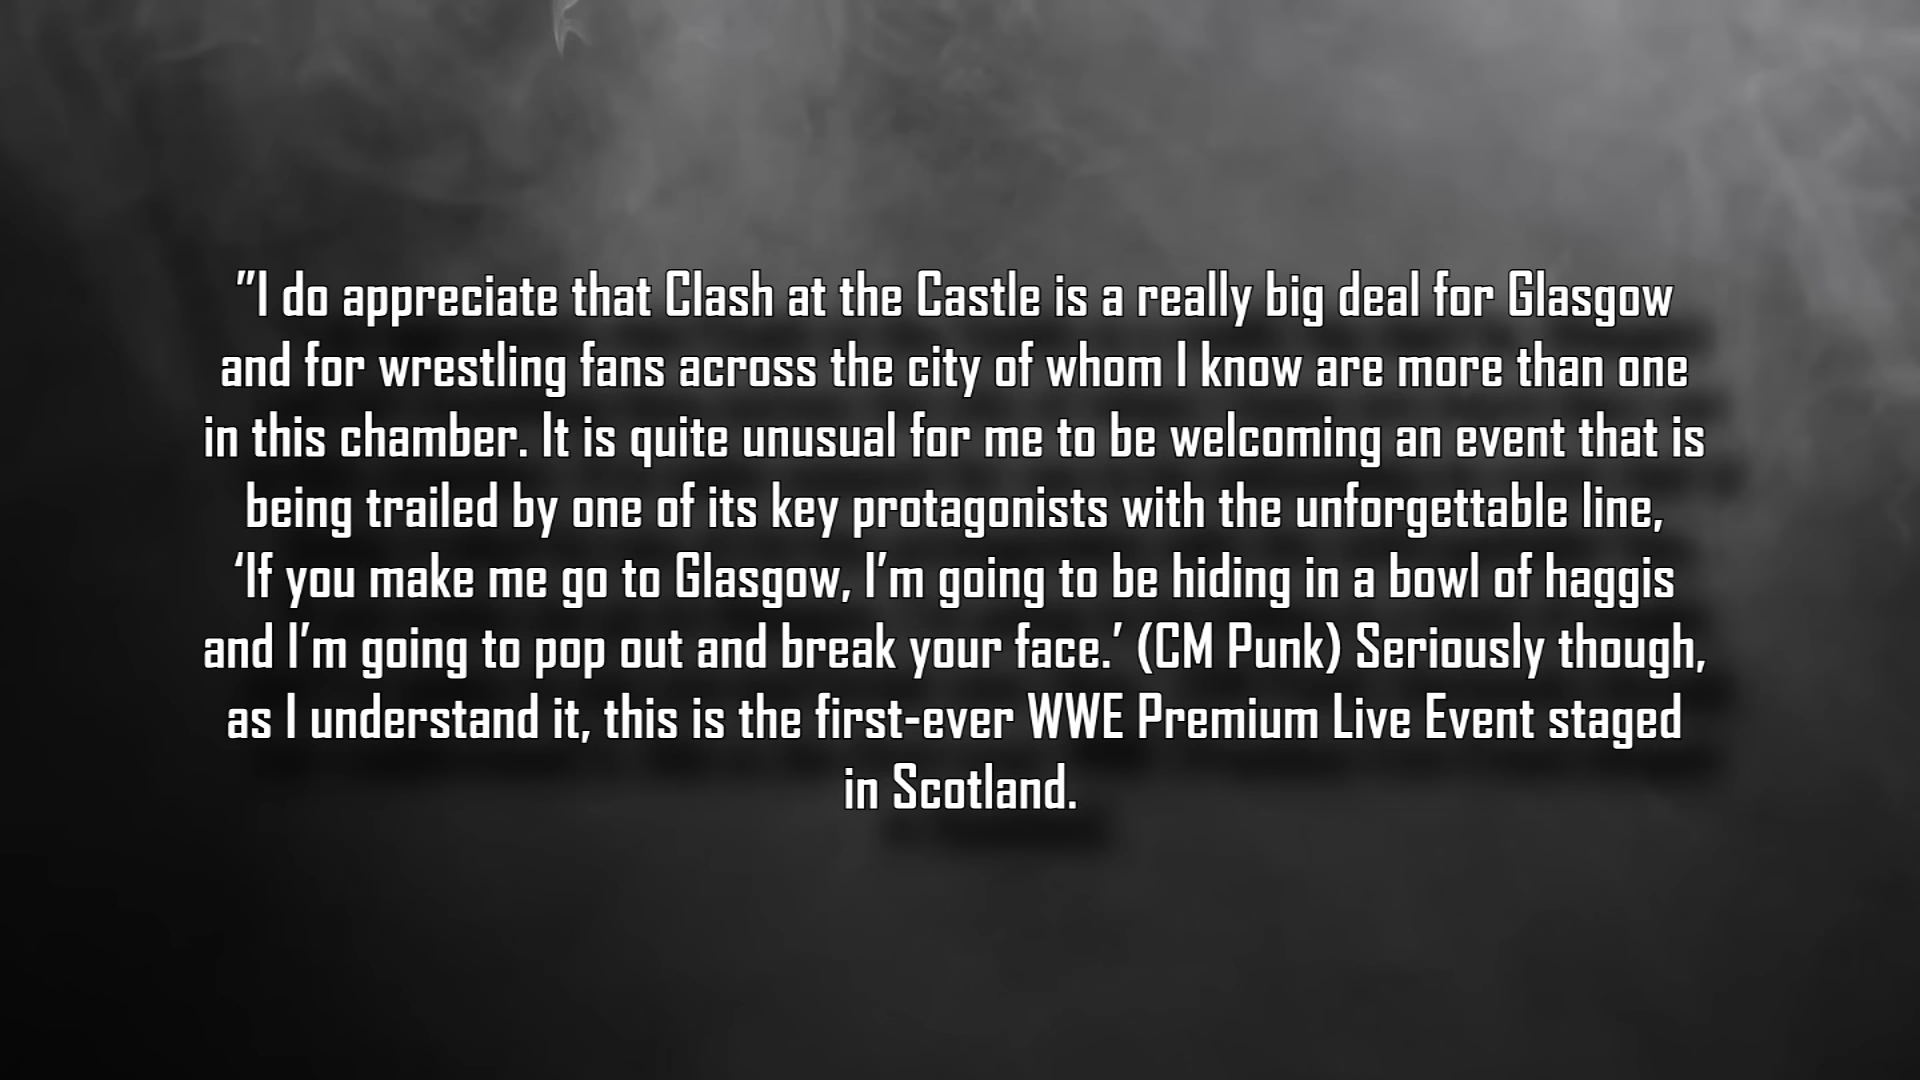 "I do appreciate that Clash at the Castle is a really big deal for Glasgow
and for wrestling fans across the city of whom I know are more than one
in this chamber. It is quite unusual for me to be welcoming an event that is
being trailed by one of its key protagonists with the unforgettable line,
‘If you make me go to Glasgow, I’m going to be hiding in a bowl of haggis
and I’m going to pop out and break your face.’ (CM Punk) Seriously though,
as I understand it, this is the first-ever WWE Premium Live Event staged
in Scotland.